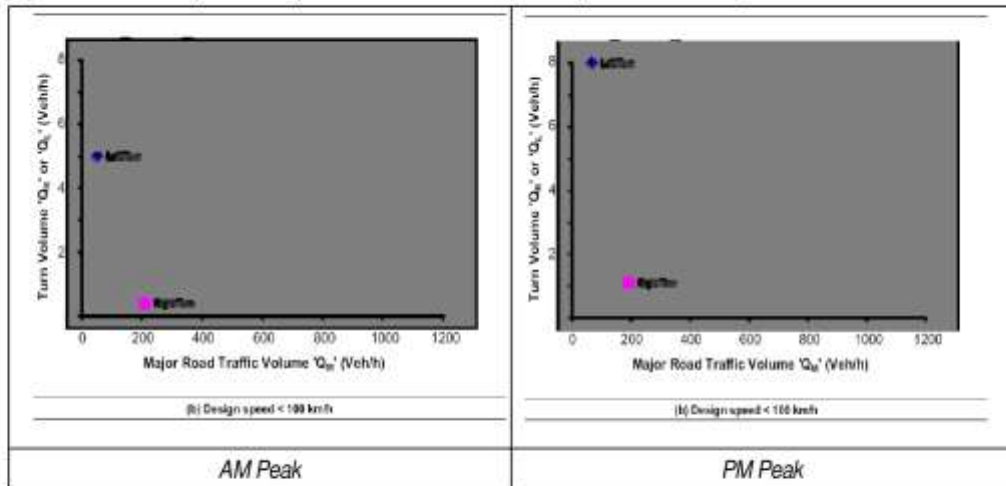 8
6
4
2
Turn Volume 'QR' or 'QL' (Veh/h)
0 200 400 600 800 1000 1200
Major Road Traffic Volume 'QM' (Veh/h)
(b) Design speed < 100 km/h
AM Peak
8
6
4
2
Turn Volume 'QR' or 'QL' (Veh/h)
0 200 400 600 800 1000 1200
Major Road Traffic Volume 'QM' (Veh/h)
(b) Design speed < 100 km/h
PM Peak